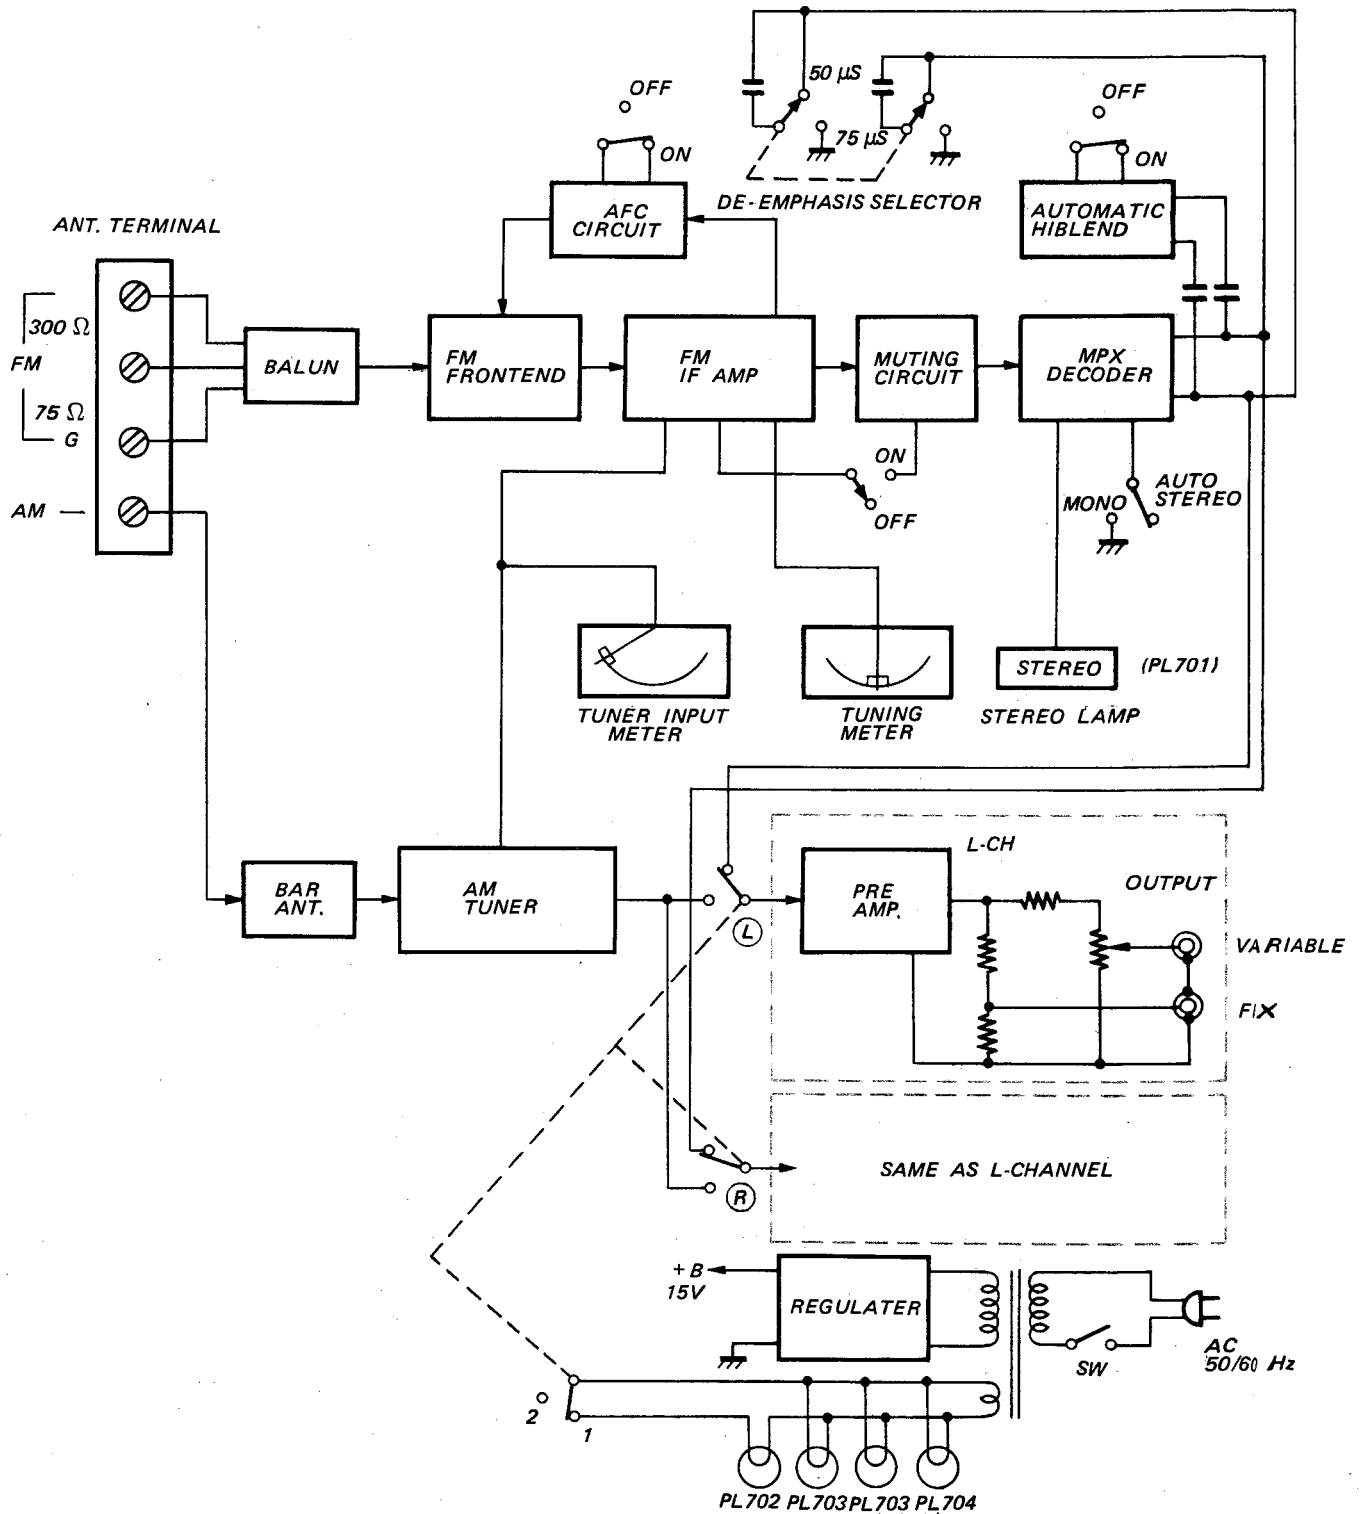 50 µS
OFF
OFF
75 µS
ON
ON
DE-EMPHASIS SELECTOR
AFC
CIRCUIT
AUTOMATIC
HIBLEND
ANT. TERMINAL
300 Ω
FM
75 Ω
G
AM
BALUN
FM
FRONTEND
FM
IF AMP
MUTING
CIRCUIT
MPX
DECODER
ON
OFF
MONO
AUTO
STEREO
STEREO
(PL701)
TUNER INPUT
METER
TUNING
METER
STEREO LAMP
L-CH
BAR
ANT.
AM
TUNER
L
PRE
AMP.
OUTPUT
VARIABLE
FIX
R
SAME AS L-CHANNEL
+B
15V
REGULATER
SW
AC
50/60 Hz
2
1
PL702 PL703 PL703 PL704